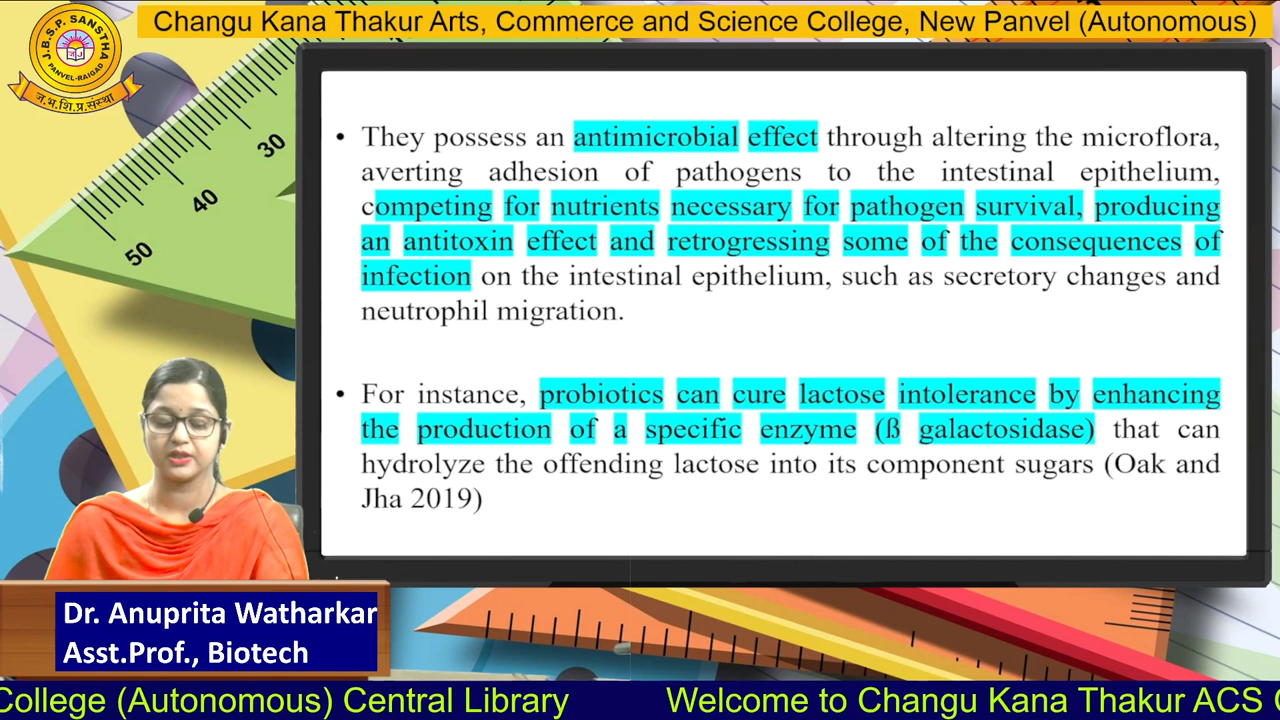 Changu Kana Thakur Arts, Commerce and Science College, New Panvel (Autonomous)
J.B.S.P. SANSTHA
PANVEL-RAIGAD
ज.भ.शि.प्र.संस्था
30
40
50
• They possess an antimicrobial effect through altering the microflora,
averting adhesion of pathogens to the intestinal epithelium,
competing for nutrients necessary for pathogen survival, producing
an antitoxin effect and retrogressing some of the consequences of
infection on the intestinal epithelium, such as secretory changes and
neutrophil migration.
• For instance, probiotics can cure lactose intolerance by enhancing
the production of a specific enzyme (ß galactosidase) that can
hydrolyze the offending lactose into its component sugars (Oak and
Jha 2019)
Dr. Anuprita Watharkar
Asst.Prof., Biotech
College (Autonomous) Central Library Welcome to Changu Kana Thakur ACS